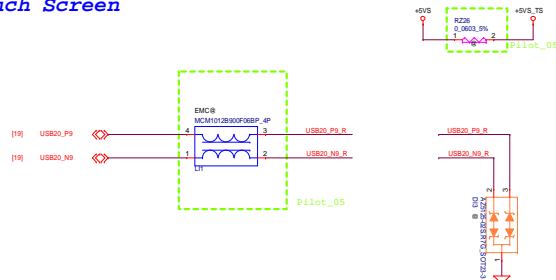 uch Screen
+5VS
+5VS_TS
RZ26
0_0603_5%
1
2
@
Pilot_05
EMC@
MCM1012B900F06BP_4P
[19] USB20_P9
4
3
USB20_P9_R
USB20_P9_R
[19] USB20_N9
1
2
USB20_N9_R
USB20_N9_R
LI1
Pilot_05
2
3
@
1